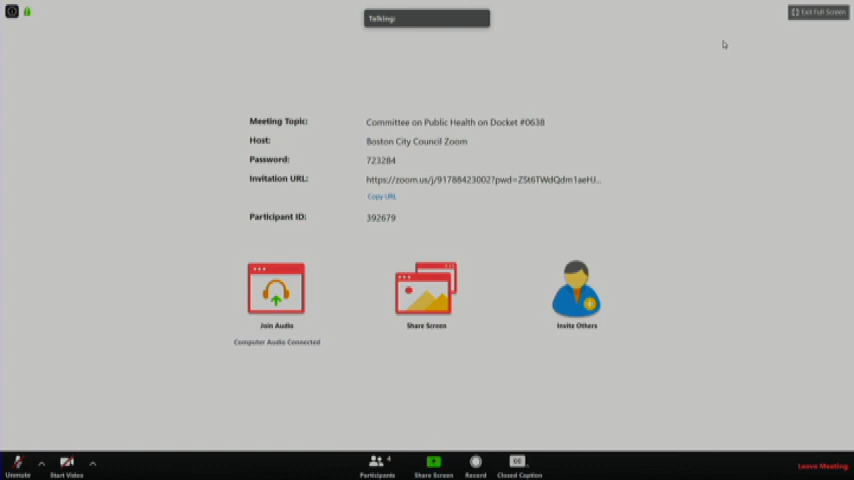 Talking:
Exit Full Screen
Meeting Topic: Committee on Public Health on Docket #0638
Host: Boston City Council Zoom
Password: 723284
Invitation URL: https://zoom.us/j/91788423002?pwd=ZSt6TWdQdm1aeHJ...
Copy URL
Participant ID: 392679
Join Audio Share Screen Invite Others
Computer Audio Connected
4
CC
Unmute Start Video Participants Share Screen Record Closed Caption Leave Meeting